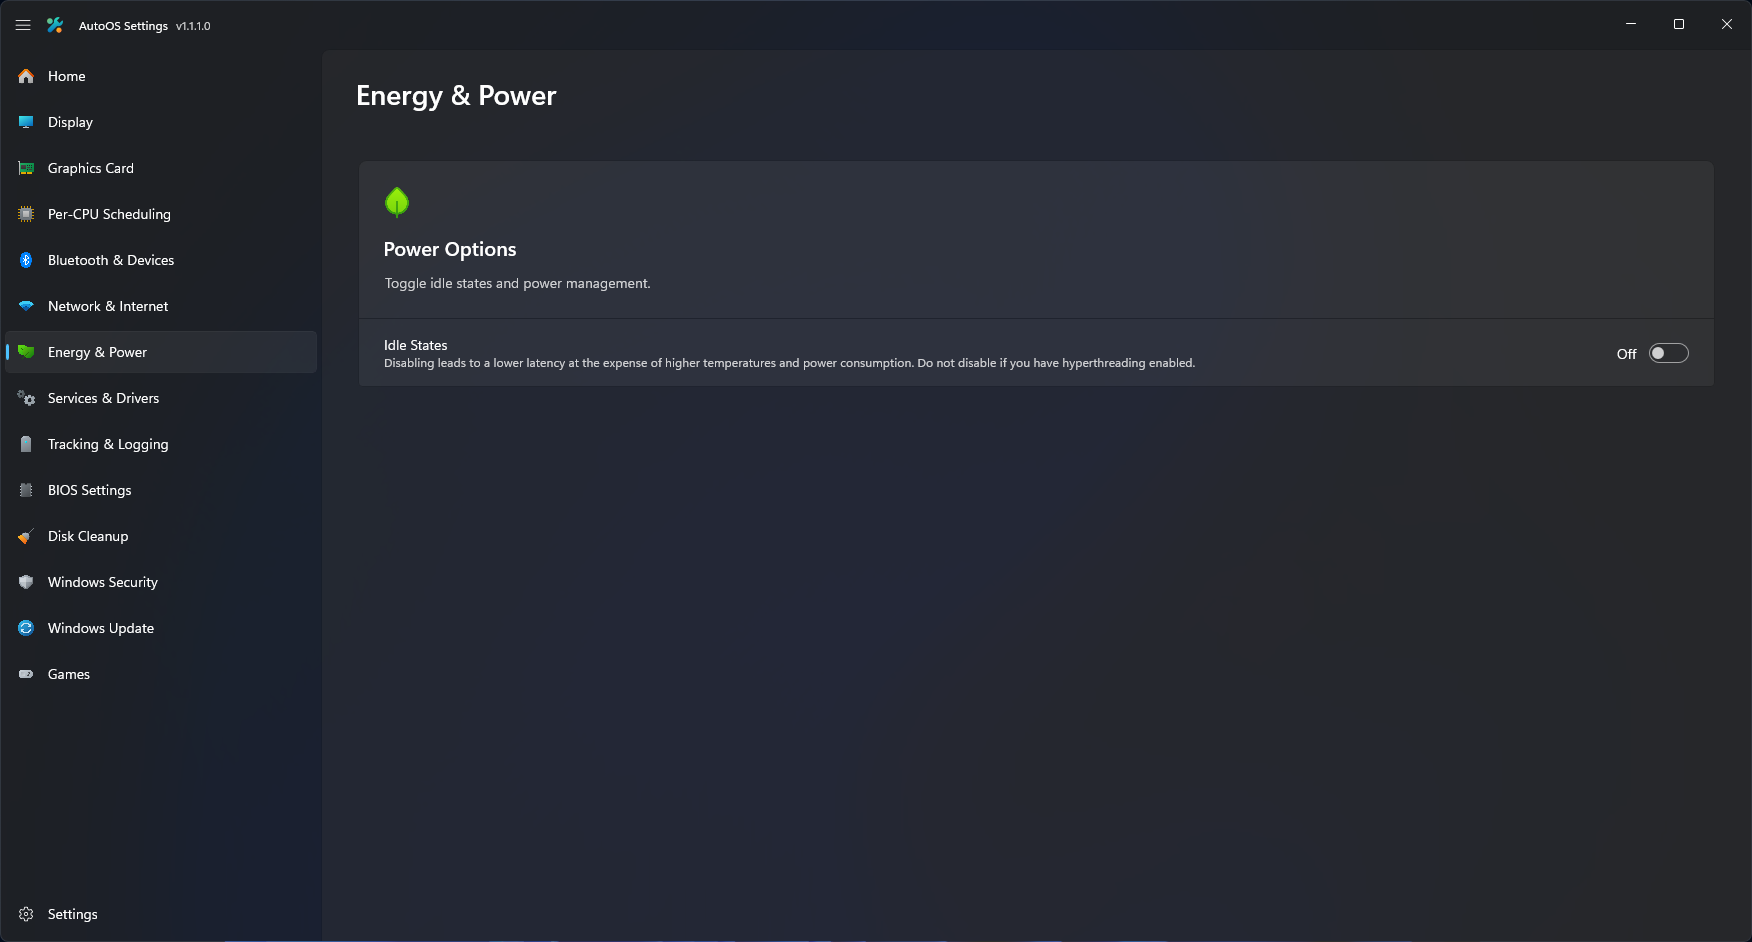 AutoOS Settings v1.1.1.0
Home
Display
Graphics Card
Per-CPU Scheduling
Bluetooth & Devices
Network & Internet
Energy & Power
Services & Drivers
Tracking & Logging
BIOS Settings
Disk Cleanup
Windows Security
Windows Update
Games
Settings
Energy & Power
Power Options
Toggle idle states and power management.
Idle States
Disabling leads to a lower latency at the expense of higher temperatures and power consumption. Do not disable if you have hyperthreading enabled.
Off